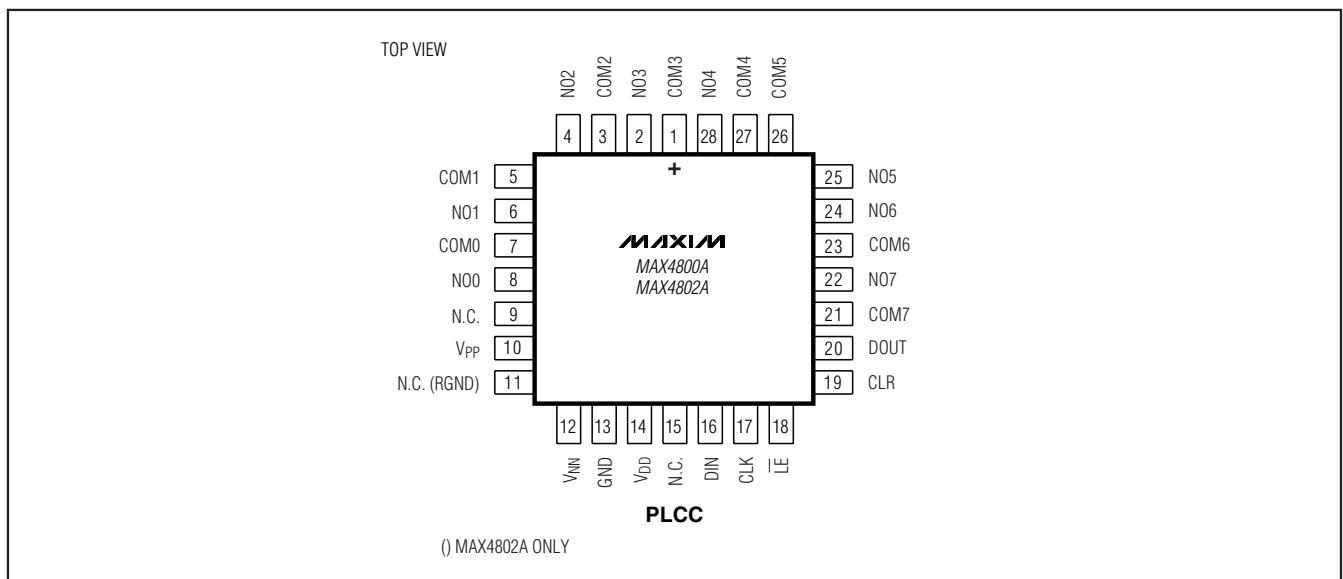 TOP VIEW
NO2 COM2 NO3 COM3 NO4 COM4 COM5
4 3 2 1 28 27 26
+
COM1 5 25 NO5
NO1 6 24 NO6
COM0 7 23 COM6
NO0 8 22 NO7
N.C. 9 21 COM7
VPP 10 20 DOUT
N.C. (RGND) 11 19 CLR
MAXIM
MAX4800A
MAX4802A
12 13 14 15 16 17 18
VNN GND VDD N.C. DIN CLK L̅E̅
PLCC
() MAX4802A ONLY